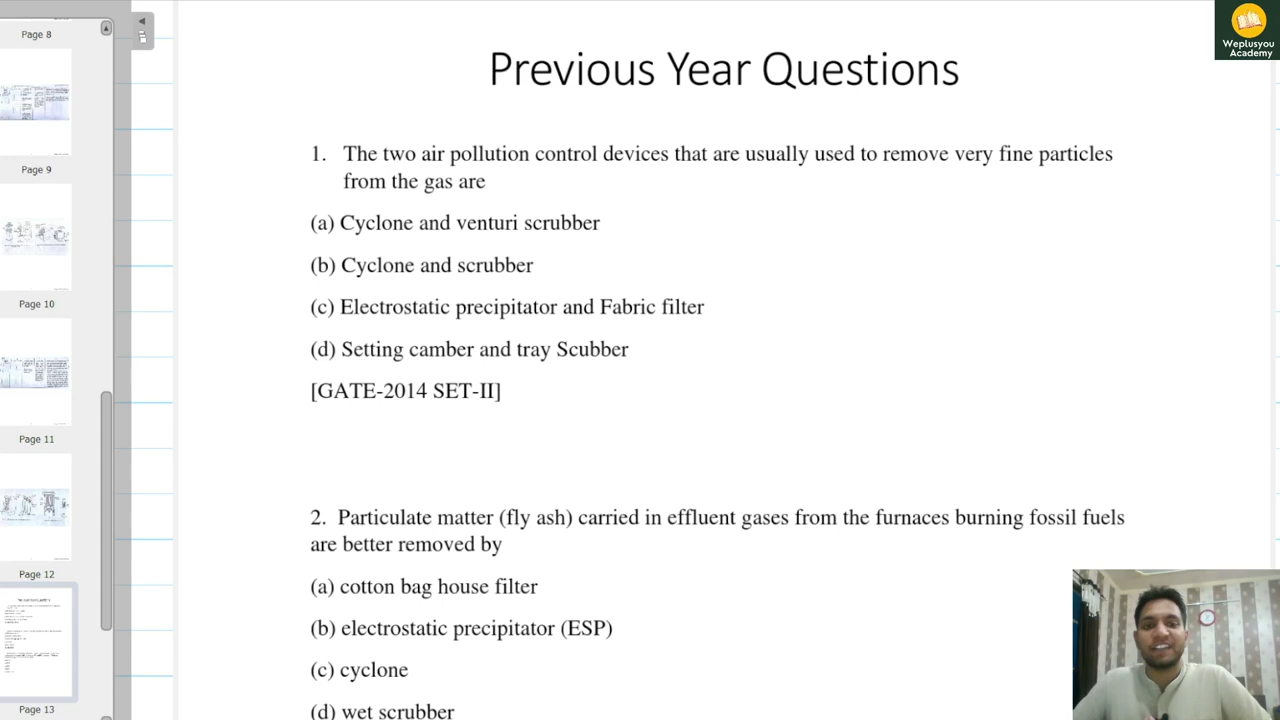 Page 8
Page 9
Page 10
Page 11
Page 12
Page 13
Weplusyou
Academy
Previous Year Questions
1. The two air pollution control devices that are usually used to remove very fine particles
from the gas are
(a) Cyclone and venturi scrubber
(b) Cyclone and scrubber
(c) Electrostatic precipitator and Fabric filter
(d) Setting camber and tray Scubber
[GATE-2014 SET-II]
2. Particulate matter (fly ash) carried in effluent gases from the furnaces burning fossil fuels
are better removed by
(a) cotton bag house filter
(b) electrostatic precipitator (ESP)
(c) cyclone
(d) wet scrubber